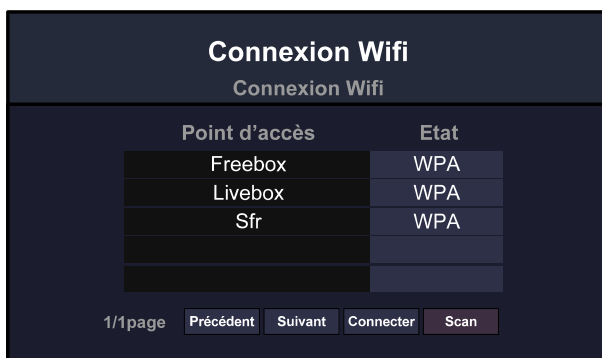 Connexion Wifi
Connexion Wifi
Point d'accès Etat
Freebox WPA
Livebox WPA
Sfr WPA
1/1page Précédent Suivant Connecter Scan